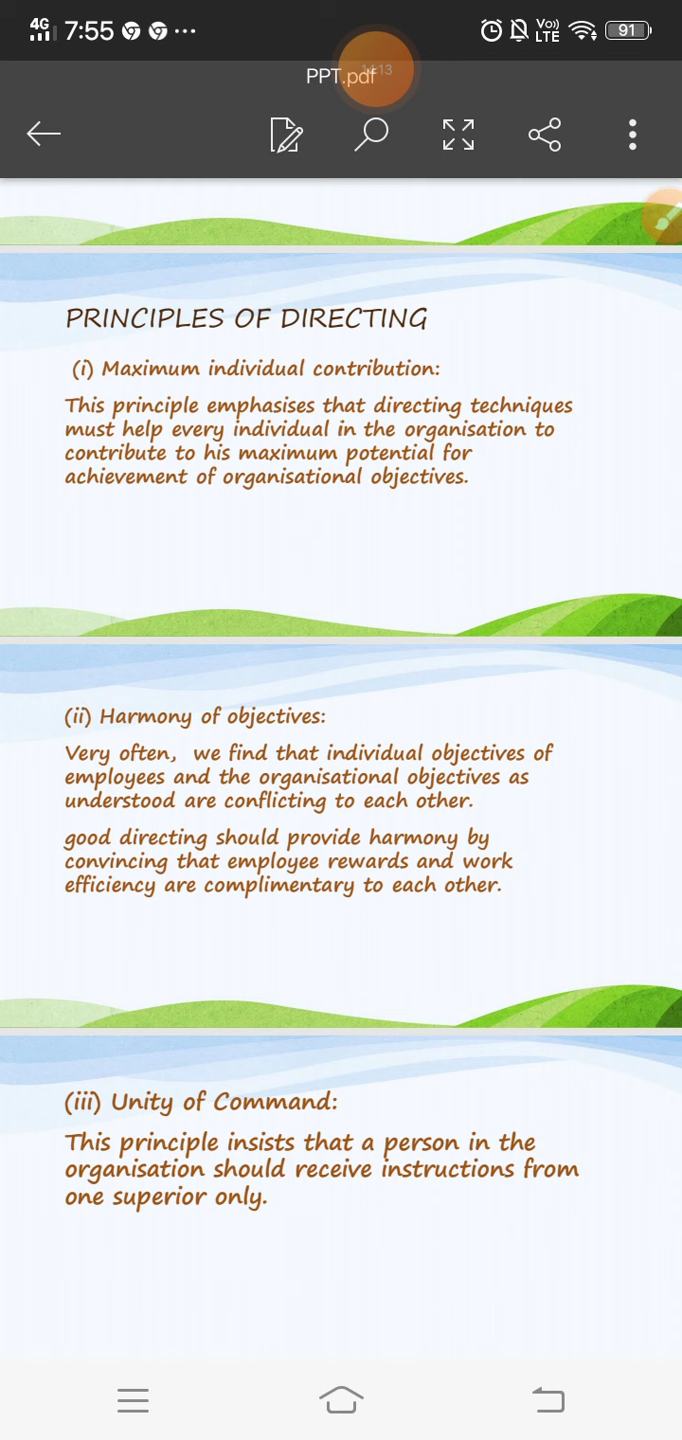 4G 7:55 Vo) LTE 91
PPT.pdf
PRINCIPLES OF DIRECTING
(i) Maximum individual contribution:
This principle emphasises that directing techniques
must help every individual in the organisation to
contribute to his maximum potential for
achievement of organisational objectives.
(ii) Harmony of objectives:
Very often, we find that individual objectives of
employees and the organisational objectives as
understood are conflicting to each other.
good directing should provide harmony by
convincing that employee rewards and work
efficiency are complimentary to each other.
(iii) Unity of Command:
This principle insists that a person in the
organisation should receive instructions from
one superior only.